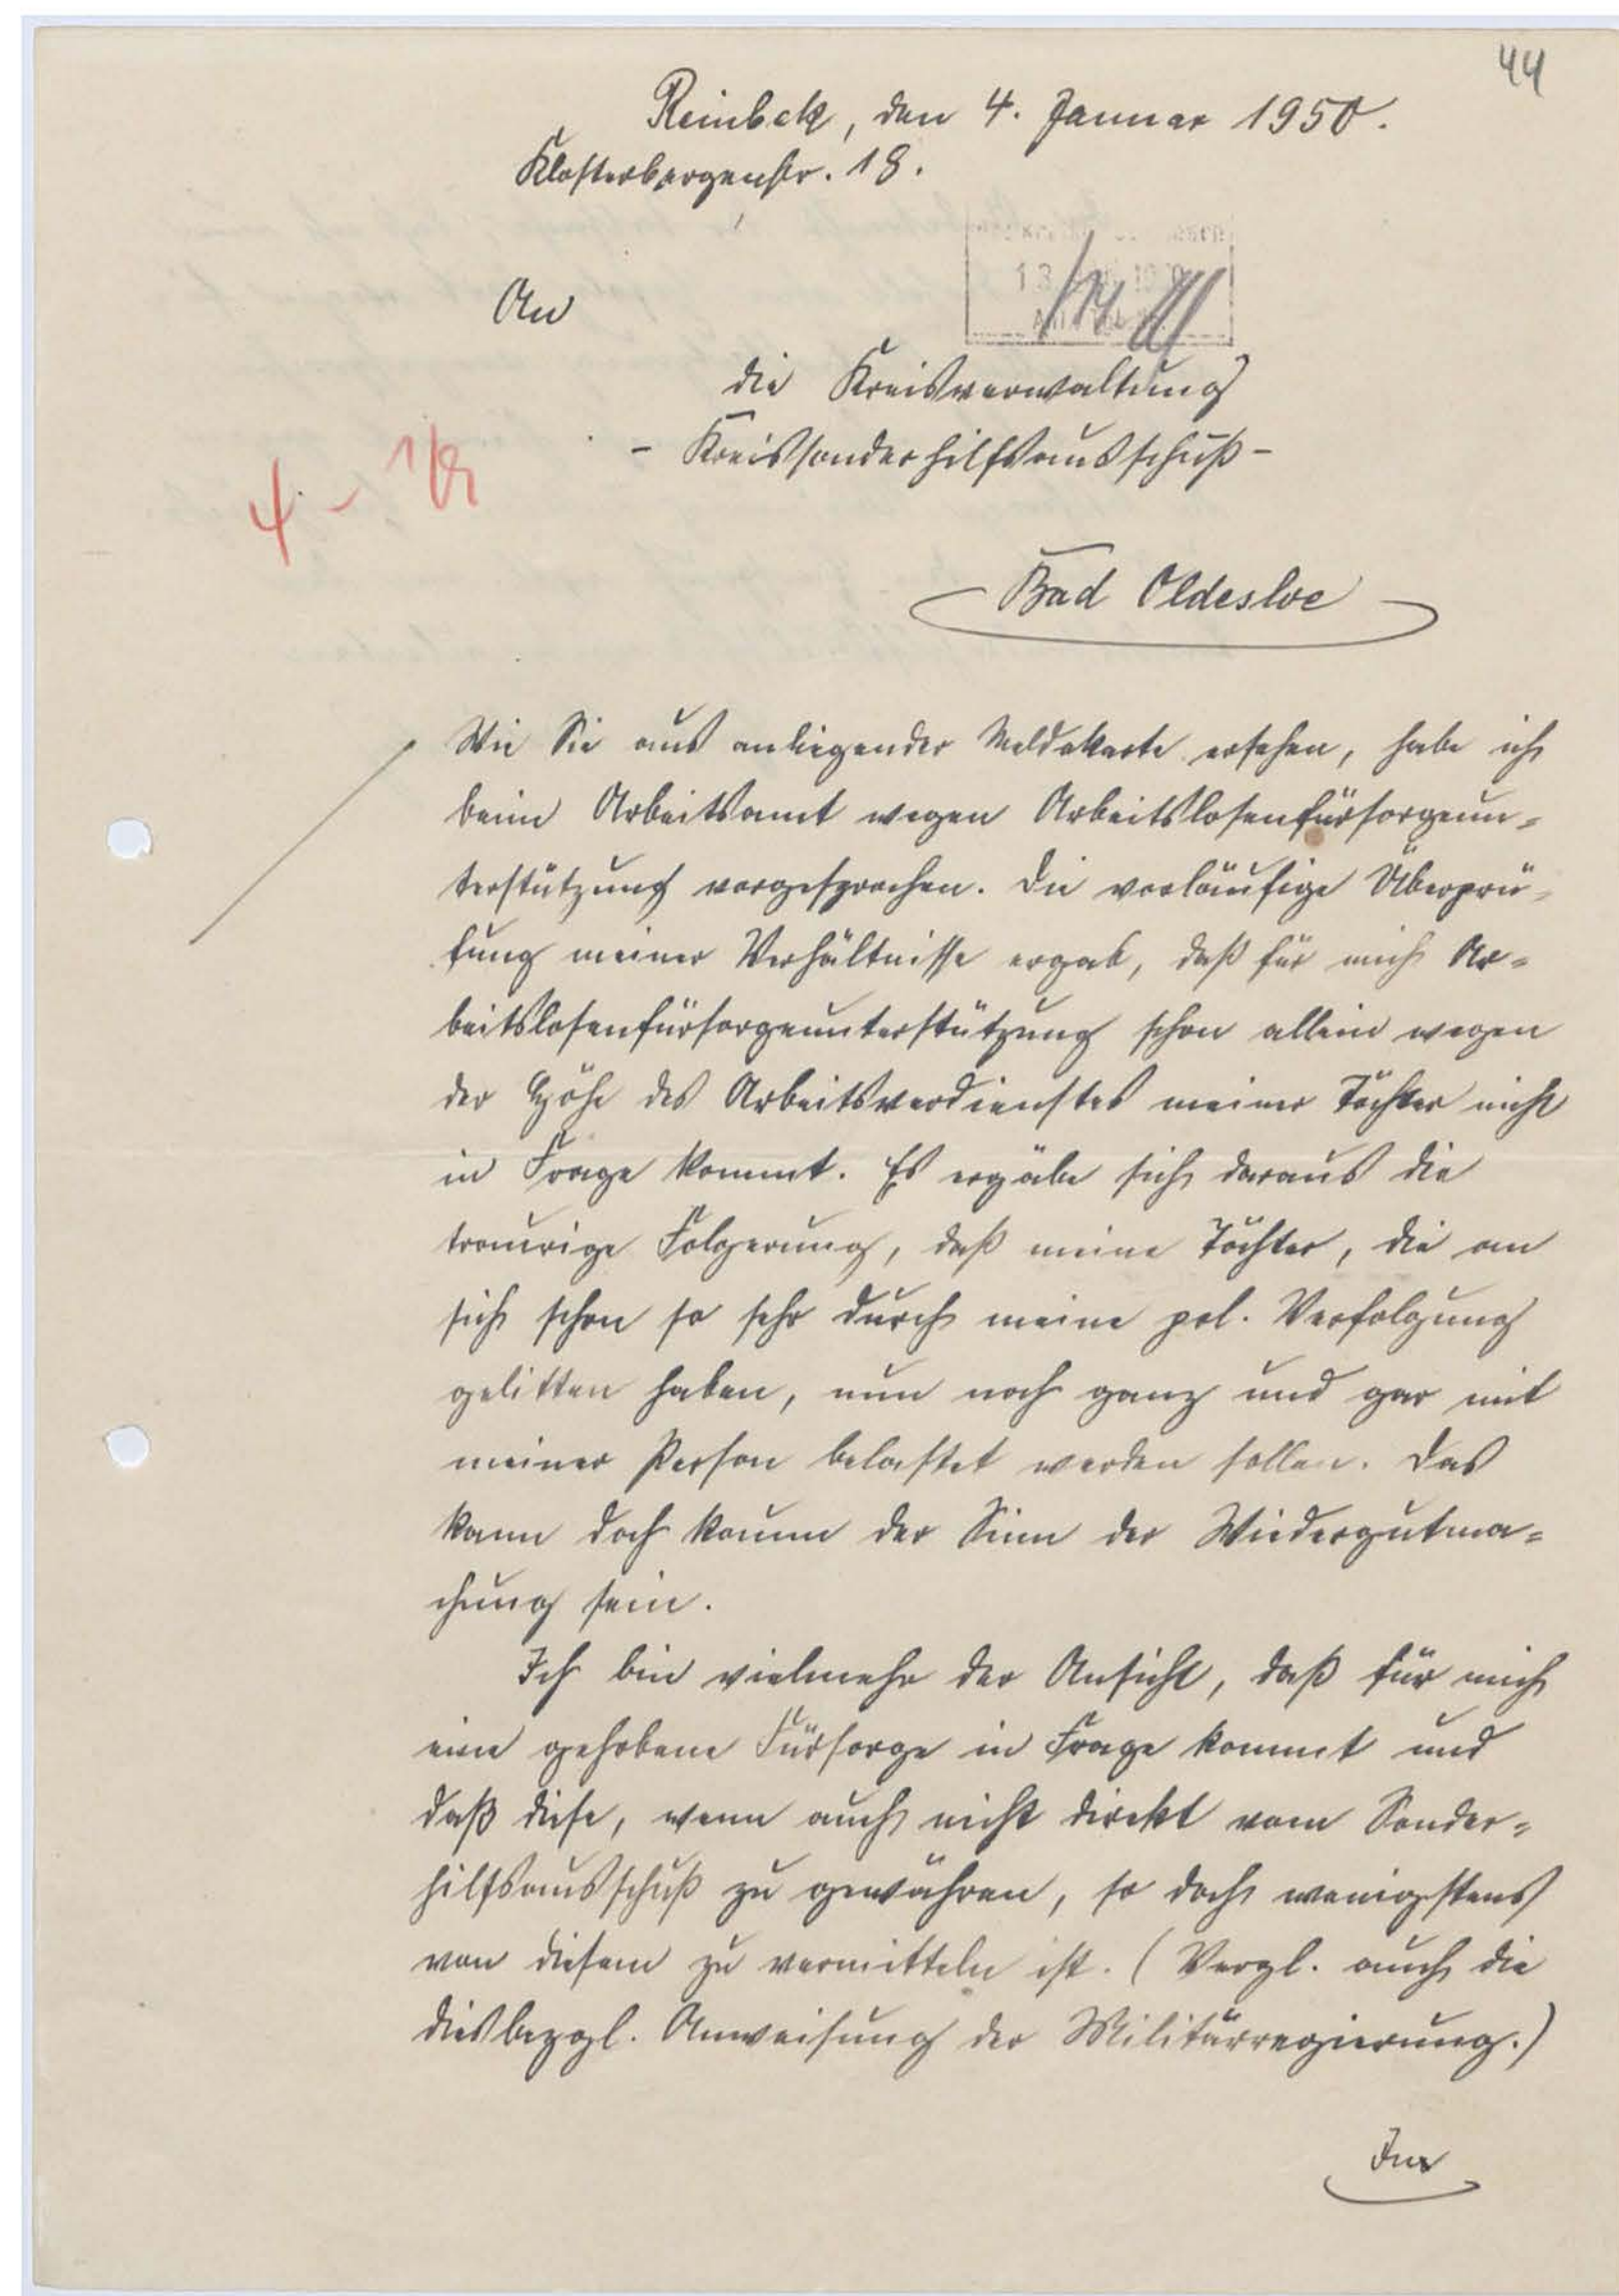 44
Reinbek, den 4. Januar 1950.
Klosterbergenstr. 18.
An
die Kreisverwaltung
- Kreissonderhilfsausschuß -
4 -
Bad Oldesloe
Wie Sie aus anliegender Meldekarte ersehen, habe ich
beim Arbeitsamt wegen Arbeitslosenfürsorgeun=
terstützung vorgesprochen. Die vorläufige Überprü=
fung meiner Verhältnisse ergab, daß für mich Ar=
beitslosenfürsorgeunterstützung schon allein wegen
der Höhe des Arbeitsverdienstes meiner Töchter nicht
in Frage kommt. Es ergäbe sich daraus die
traurige Folgerung, daß meine Töchter, die an
sich schon so sehr durch meine pol. Verfolgung
gelitten haben, nun noch ganz und gar mit
meiner Person belastet werden sollen. Das
kann doch kaum der Sinn der Wiedergutma=
chung sein.
Ich bin vielmehr der Ansicht, daß für mich
eine gehobene Fürsorge in Frage kommt und
daß diese, wenn auch nicht direkt vom Sonder=
hilfsausschuß zu gewähren, so doch wenigstens
von diesem zu vermitteln ist. (Vergl. auch die
diesbezgl. Anweisung der Militärregierung.)
Im